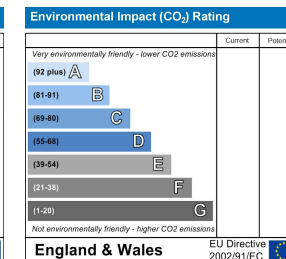 Environmental Impact (CO₂) Rating
Current Poten
Very environmentally friendly - lower CO2 emissions
(92 plus) A
(81-91) B
(69-80) C
(55-68) D
(39-54) E
(21-38) F
(1-20) G
Not environmentally friendly - higher CO2 emissions
England & Wales
EU Directive
2002/91/EC